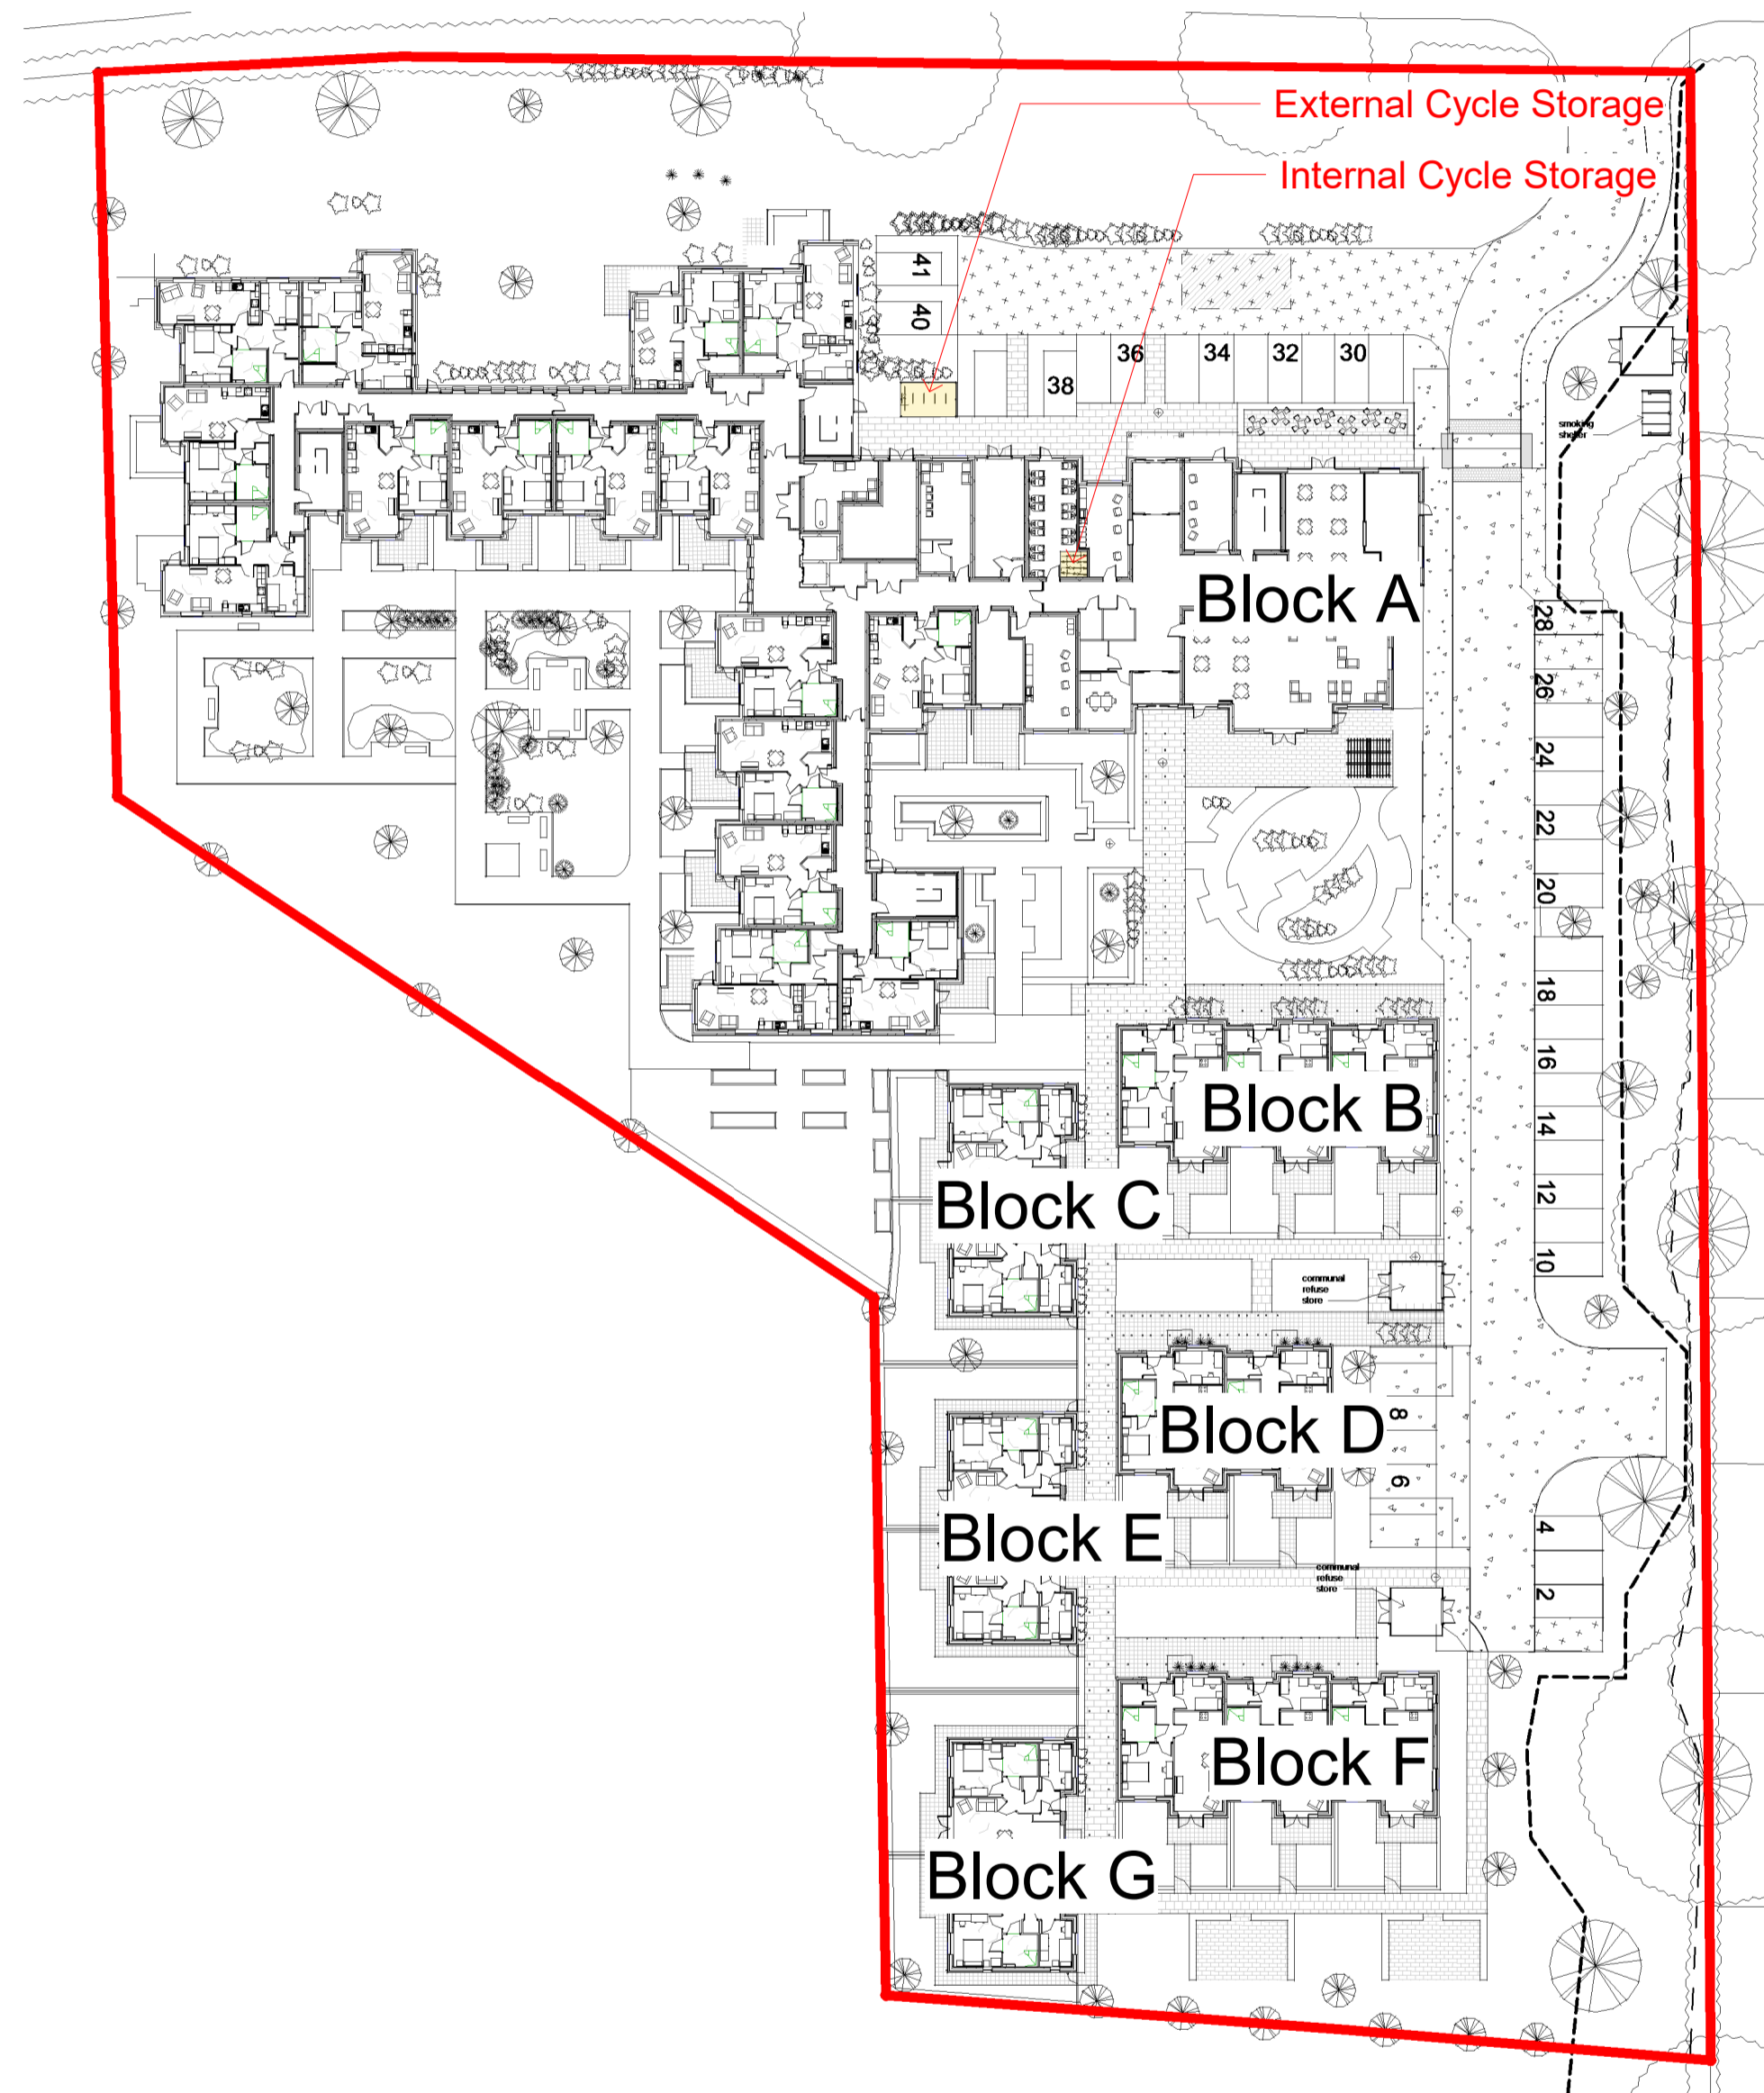 External Cycle Storage
Internal Cycle Storage
41
40
36
34
32
30
38
smoking
shelter
Block A
28
26
24
22
20
18
16
14
12
10
Block B
Block C
communal
refuse
store
Block D
8
6
Block E
4
communal
refuse
store
2
Block F
Block G